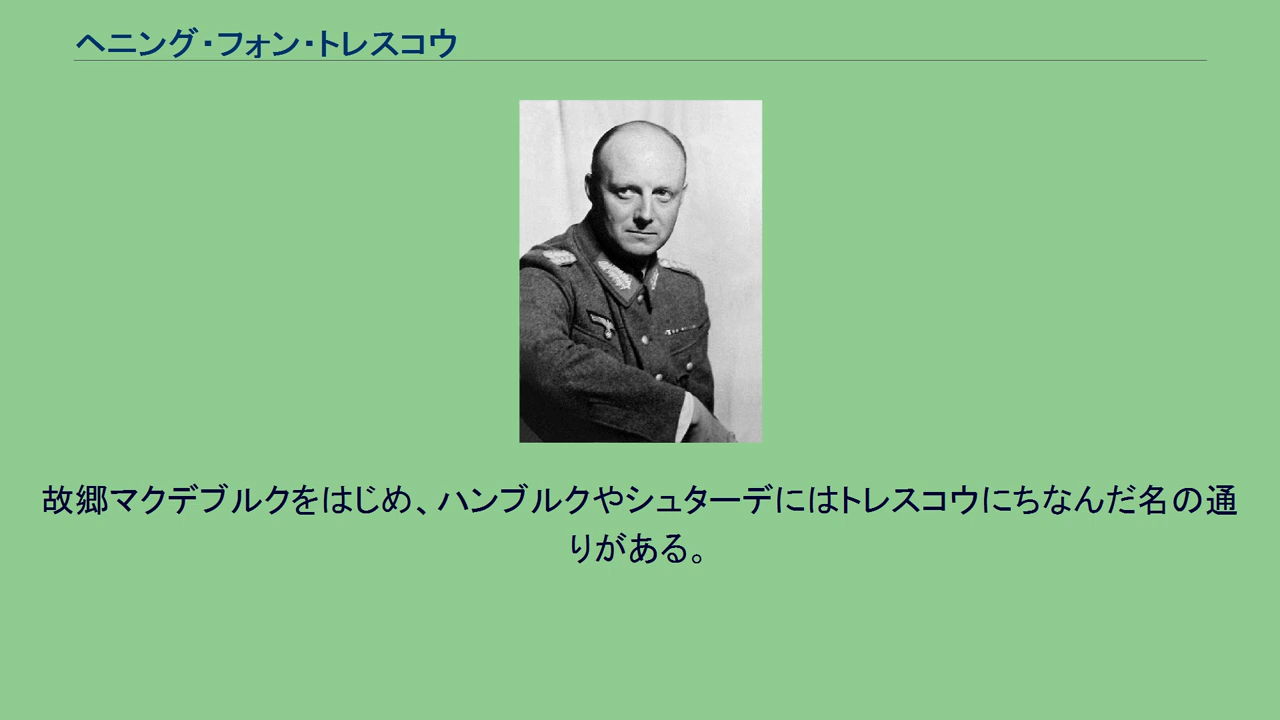 ヘニング・フォン・トレスコウ
故郷マクデブルクをはじめ、ハンブルクやシュターデにはトレスコウにちなんだ名の通
りがある。